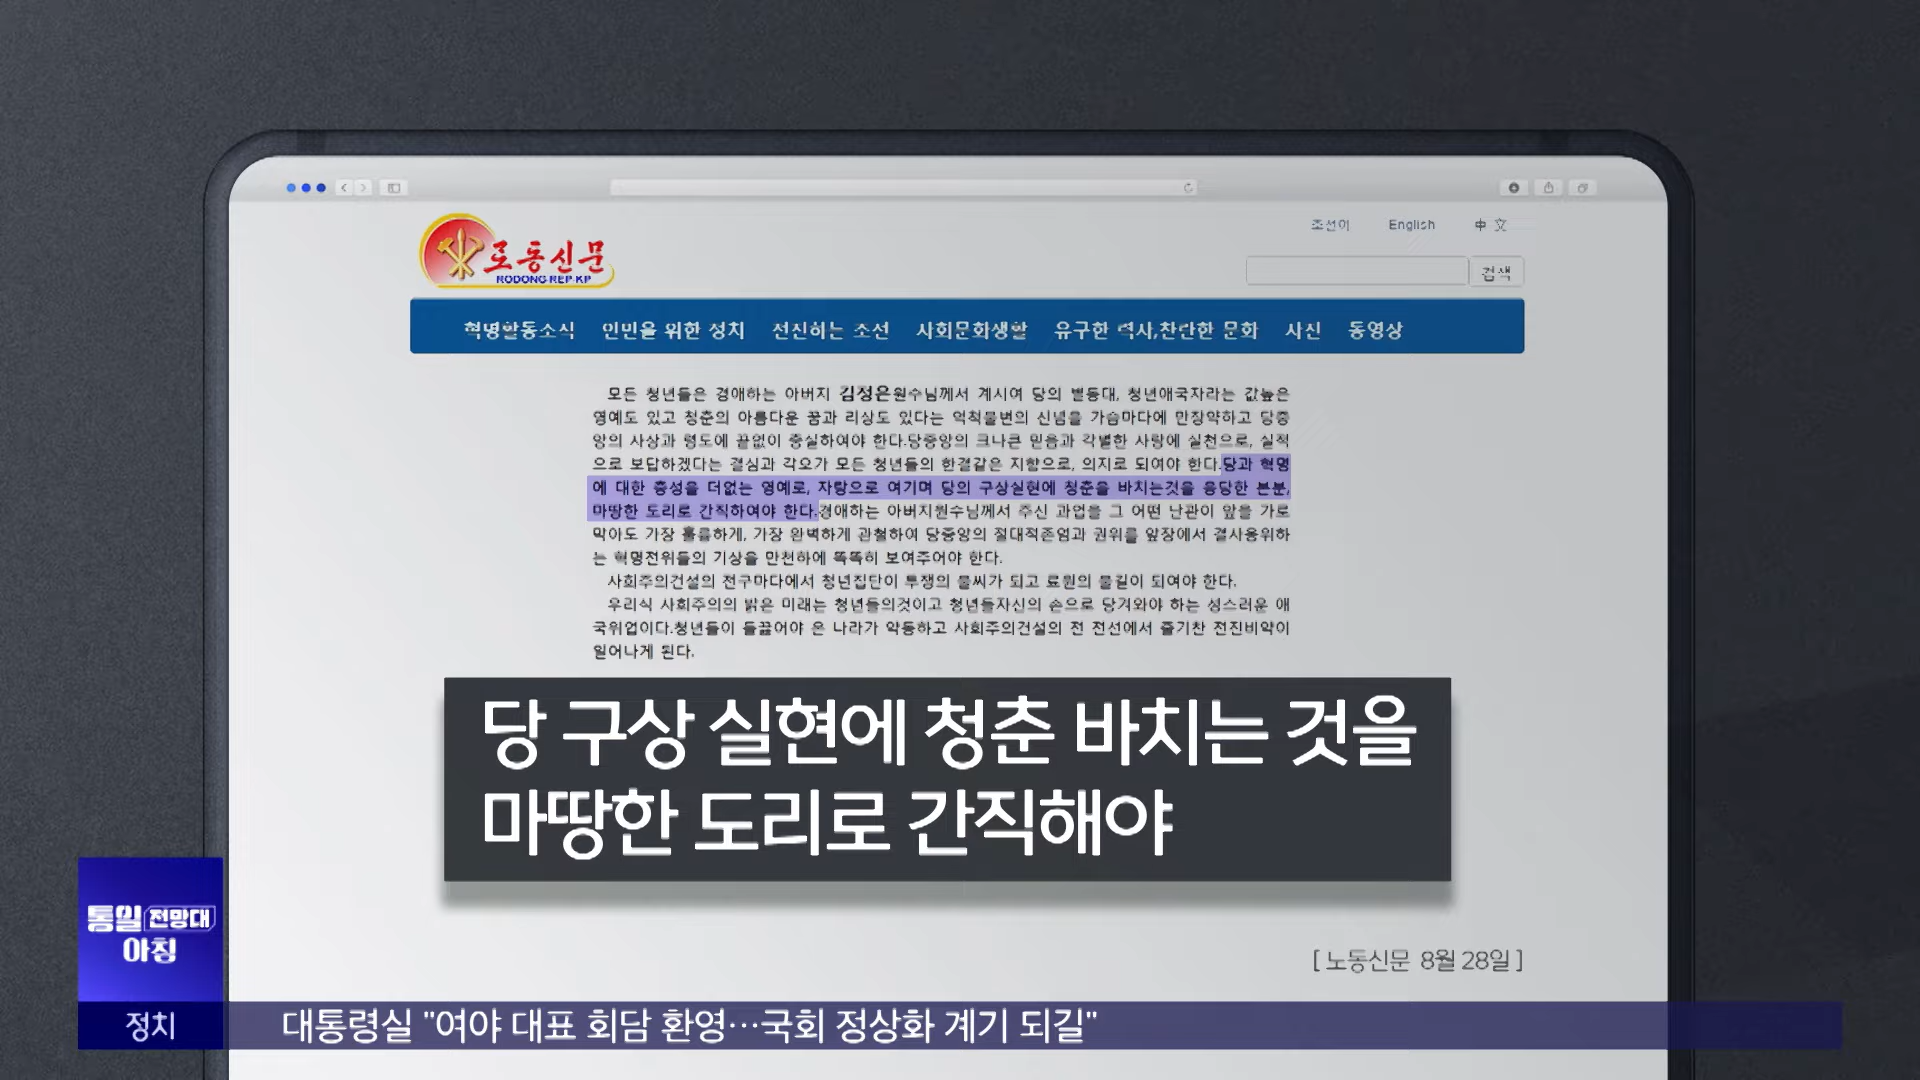 조선어 English 中文
로동신문
RODONG.REP.KP
검색
혁명활동소식 인민을 위한 정치 전진하는 조선 사회문화생활 유구한 력사,찬란한 문화 사진 동영상
모든 청년들은 경애하는 아버지 김정은원수님께서 계시여 당의 별동대, 청년애국자라는 값높은
영예도 있고 청춘의 아름다운 꿈과 리상도 있다는 억척불변의 신념을 가슴마다에 만장약하고 당중
앙의 사상과 령도에 끝없이 충실하여야 한다.당중앙의 크나큰 믿음과 각별한 사랑에 실천으로, 실적
으로 보답하겠다는 결심과 각오가 모든 청년들의 한결같은 지향으로, 의지로 되여야 한다.당과 혁명
에 대한 충성을 더없는 영예로, 자랑으로 여기며 당의 구상실현에 청춘을 바치는것을 응당한 본분,
마땅한 도리로 간직하여야 한다.경애하는 아버지원수님께서 주신 과업을 그 어떤 난관이 앞을 가로
막아도 가장 훌륭하게, 가장 완벽하게 관철하여 당중앙의 절대적존엄과 권위를 앞장에서 결사옹위하
는 혁명전위들의 기상을 만천하에 똑똑히 보여주어야 한다.
사회주의건설의 전구마다에서 청년집단이 투쟁의 불씨가 되고 료원의 불길이 되여야 한다.
우리식 사회주의의 밝은 미래는 청년들의것이고 청년들자신의 손으로 당겨와야 하는 성스러운 애
국위업이다.청년들이 들끓어야 온 나라가 약동하고 사회주의건설의 전 전선에서 줄기찬 전진비약이
일어나게 된다.
당 구상 실현에 청춘 바치는 것을
마땅한 도리로 간직해야
[ 노동신문 8월 28일 ]
통일전망대
아침
정치 대통령실 "여야 대표 회담 환영…국회 정상화 계기 되길"